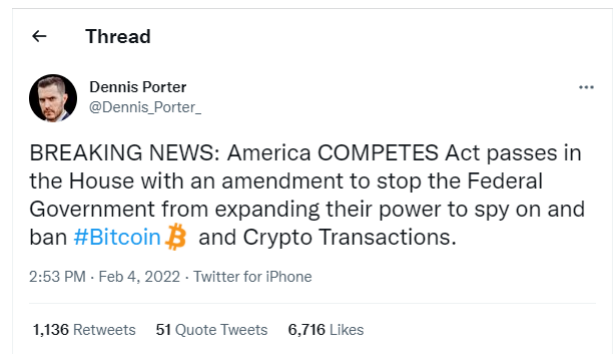 ← Thread
Dennis Porter
@Dennis_Porter_
BREAKING NEWS: America COMPETES Act passes in
the House with an amendment to stop the Federal
Government from expanding their power to spy on and
ban #Bitcoin and Crypto Transactions.
2:53 PM · Feb 4, 2022 · Twitter for iPhone
1,136 Retweets 51 Quote Tweets 6,716 Likes